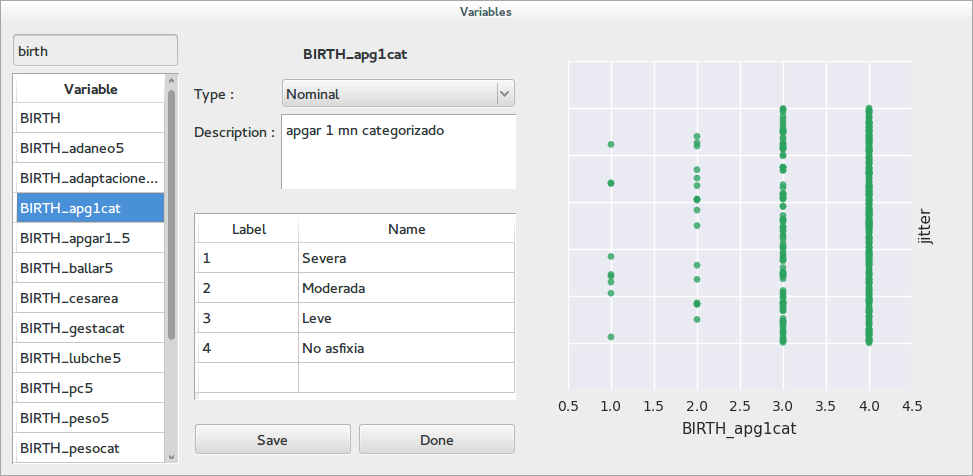 Variables
birth
Variable
BIRTH
BIRTH_adaneo5
BIRTH_adaptacione...
BIRTH_apg1cat
BIRTH_apgar1_5
BIRTH_ballar5
BIRTH_cesarea
BIRTH_gestacat
BIRTH_lubche5
BIRTH_pc5
BIRTH_peso5
BIRTH_pesocat
BIRTH_apg1cat
Type :
Nominal
Description :
apgar 1 mn categorizado
Label Name
1 Severa
2 Moderada
3 Leve
4 No asfixia
Save Done
jitter
0.5 1.0 1.5 2.0 2.5 3.0 3.5 4.0 4.5
BIRTH_apg1cat